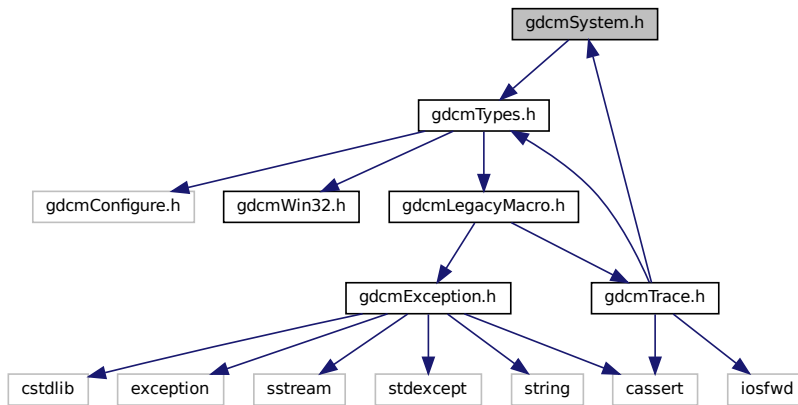 gdcmSystem.h
gdcmTypes.h
gdcmConfigure.h
gdcmWin32.h
gdcmLegacyMacro.h
gdcmException.h
gdcmTrace.h
cstdlib
exception
sstream
stdexcept
string
cassert
iosfwd